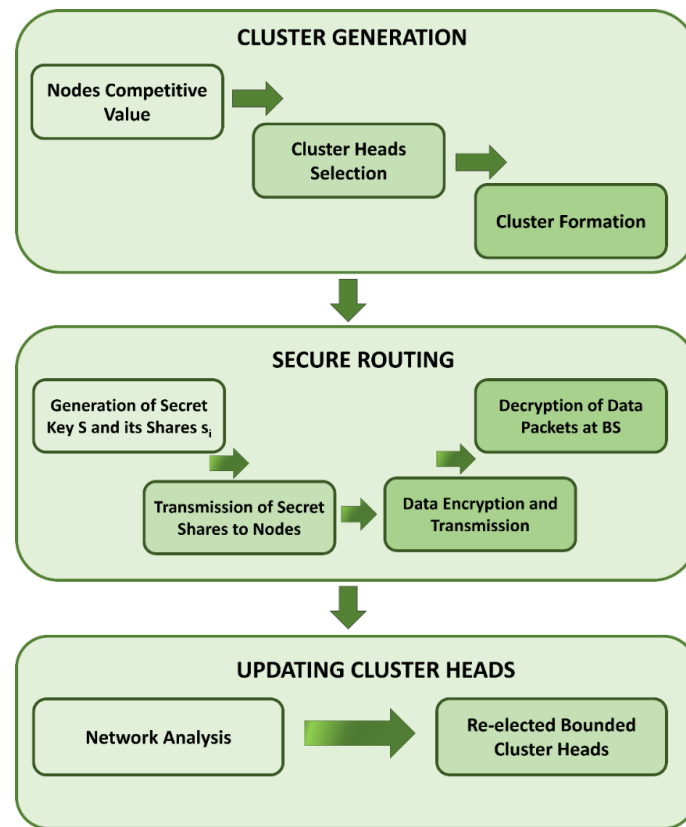 CLUSTER GENERATION
Nodes Competitive
Value
Cluster Heads
Selection
Cluster Formation
SECURE ROUTING
Generation of Secret
Key S and its Shares sᵢ
Transmission of Secret
Shares to Nodes
Data Encryption and
Transmission
Decryption of Data
Packets at BS
UPDATING CLUSTER HEADS
Network Analysis
Re-elected Bounded
Cluster Heads